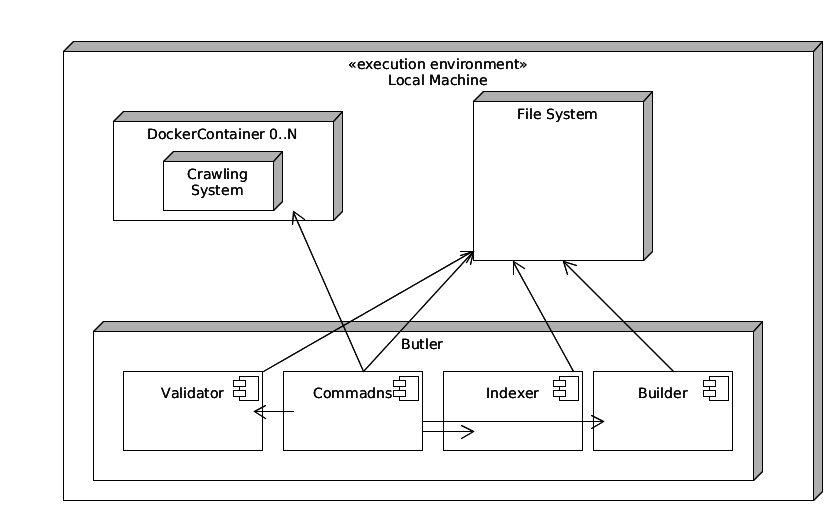 «execution environment»
Local Machine
File System
DockerContainer 0..N
Crawling
System
Butler
Validator
Commadns
Indexer
Builder